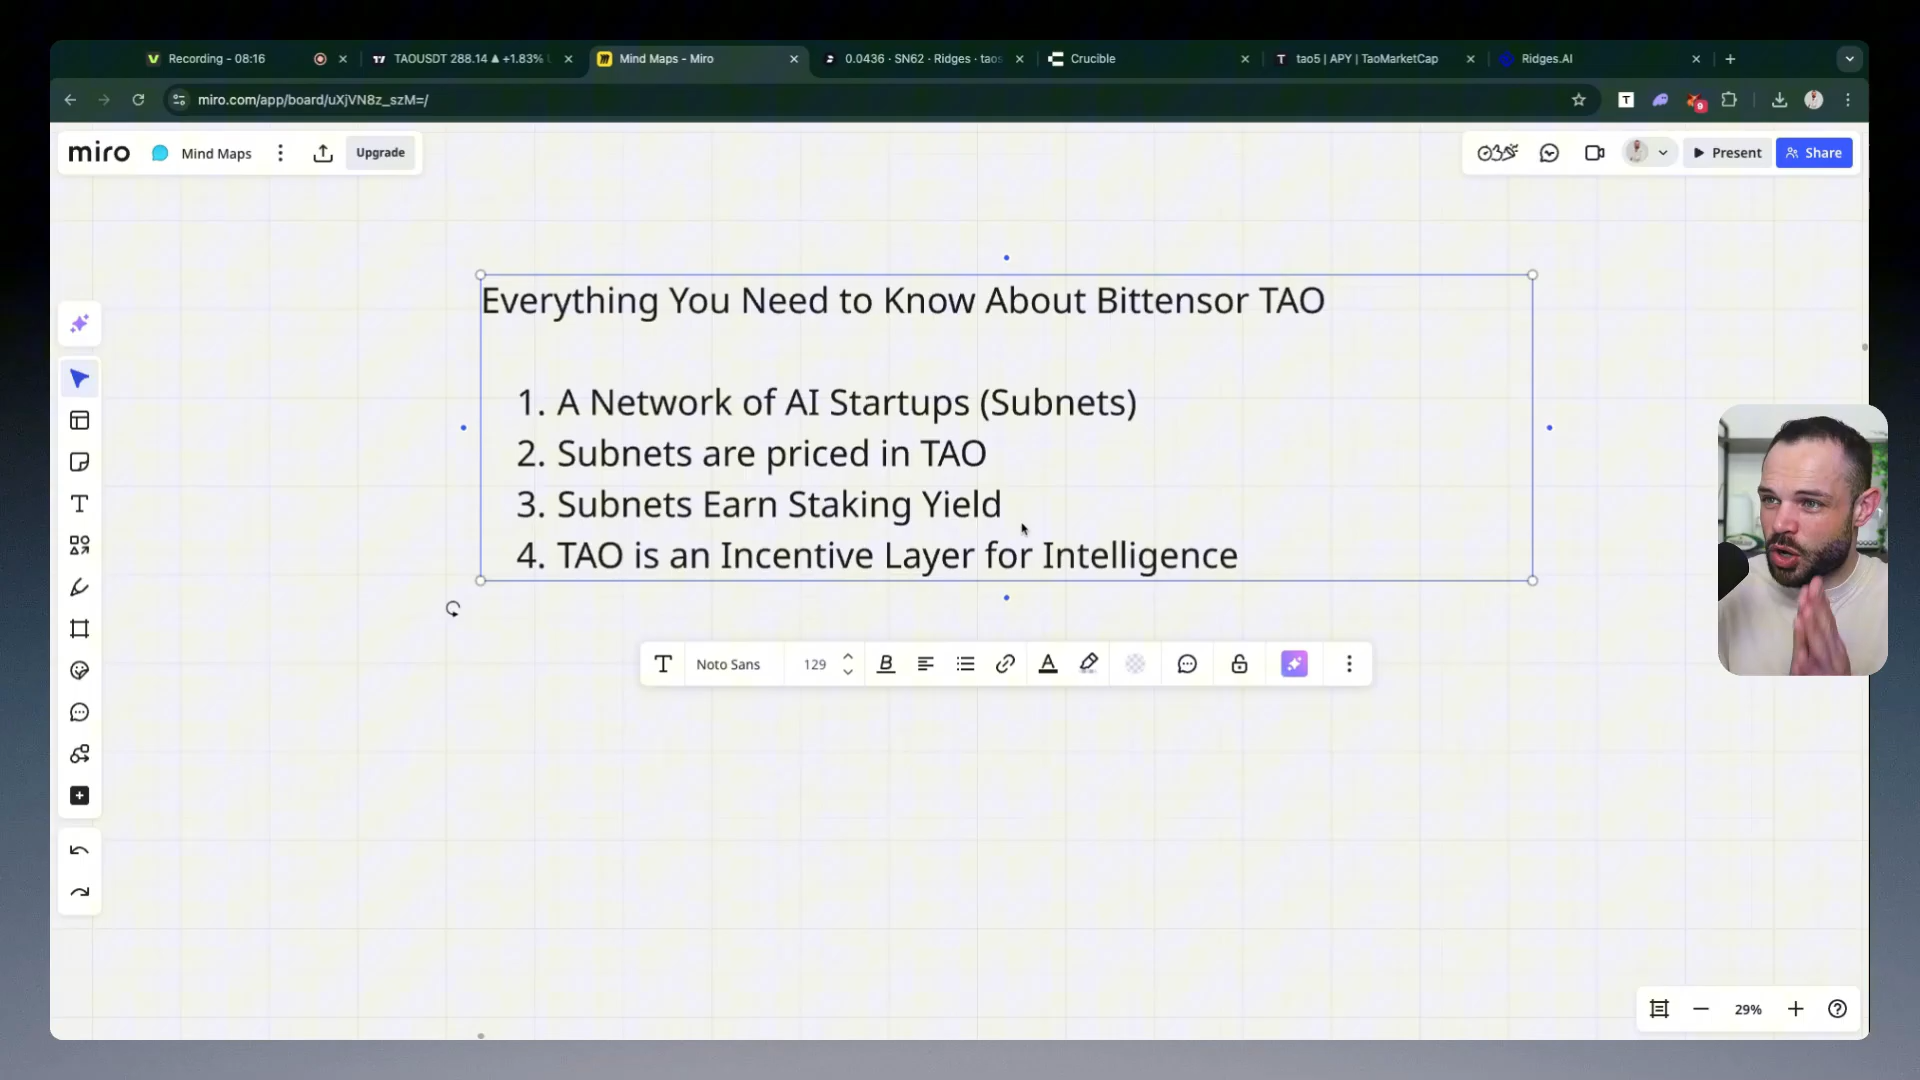 Recording - 08:16
TAOUSDT 288.14 ▲ +1.83%
Mind Maps - Miro
0.0436 · SN62 · Ridges · taos
Crucible
tao5 | APY | TaoMarketCap
Ridges.AI
miro.com/app/board/uXjVN8z_szM=/
9
miro
Mind Maps
Upgrade
Present
Share
Everything You Need to Know About Bittensor TAO
1. A Network of AI Startups (Subnets)
2. Subnets are priced in TAO
3. Subnets Earn Staking Yield
4. TAO is an Incentive Layer for Intelligence
Noto Sans
129
29%